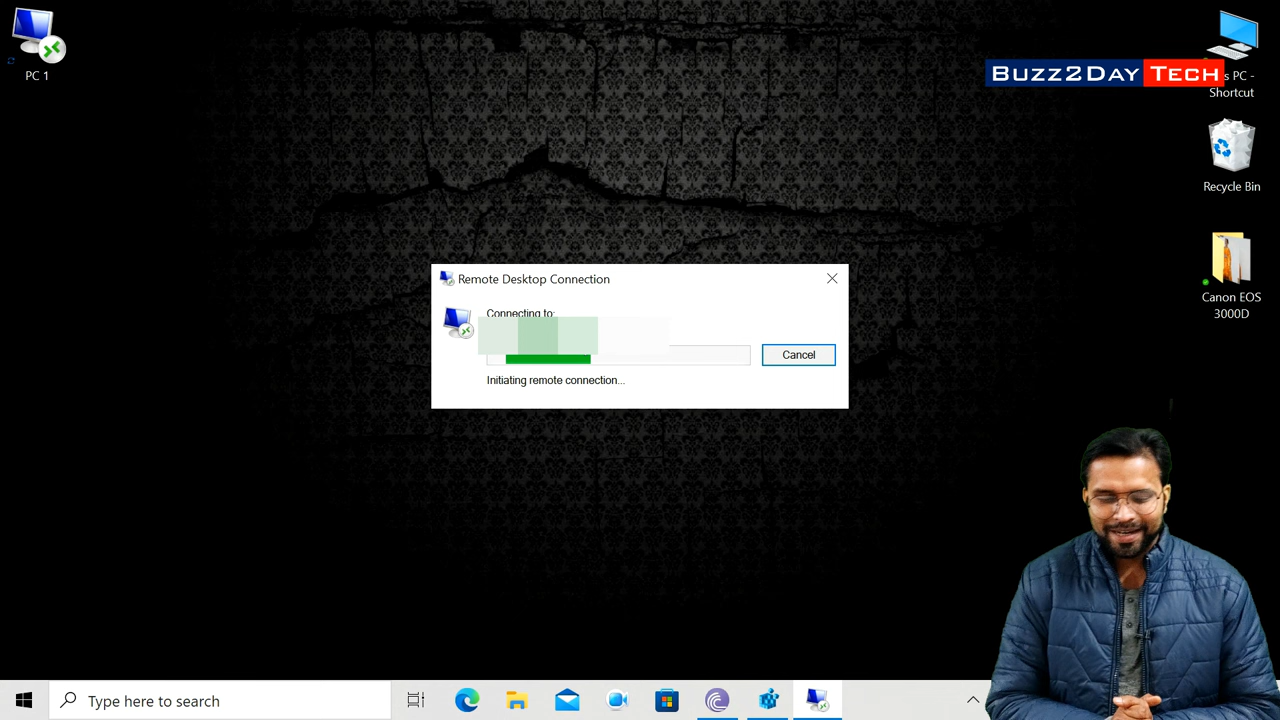 PC 1
BUZZ2DAY TECH
s PC -
Shortcut
Recycle Bin
Canon EOS
3000D
Remote Desktop Connection
Connecting to:
Cancel
Initiating remote connection...
Type here to search